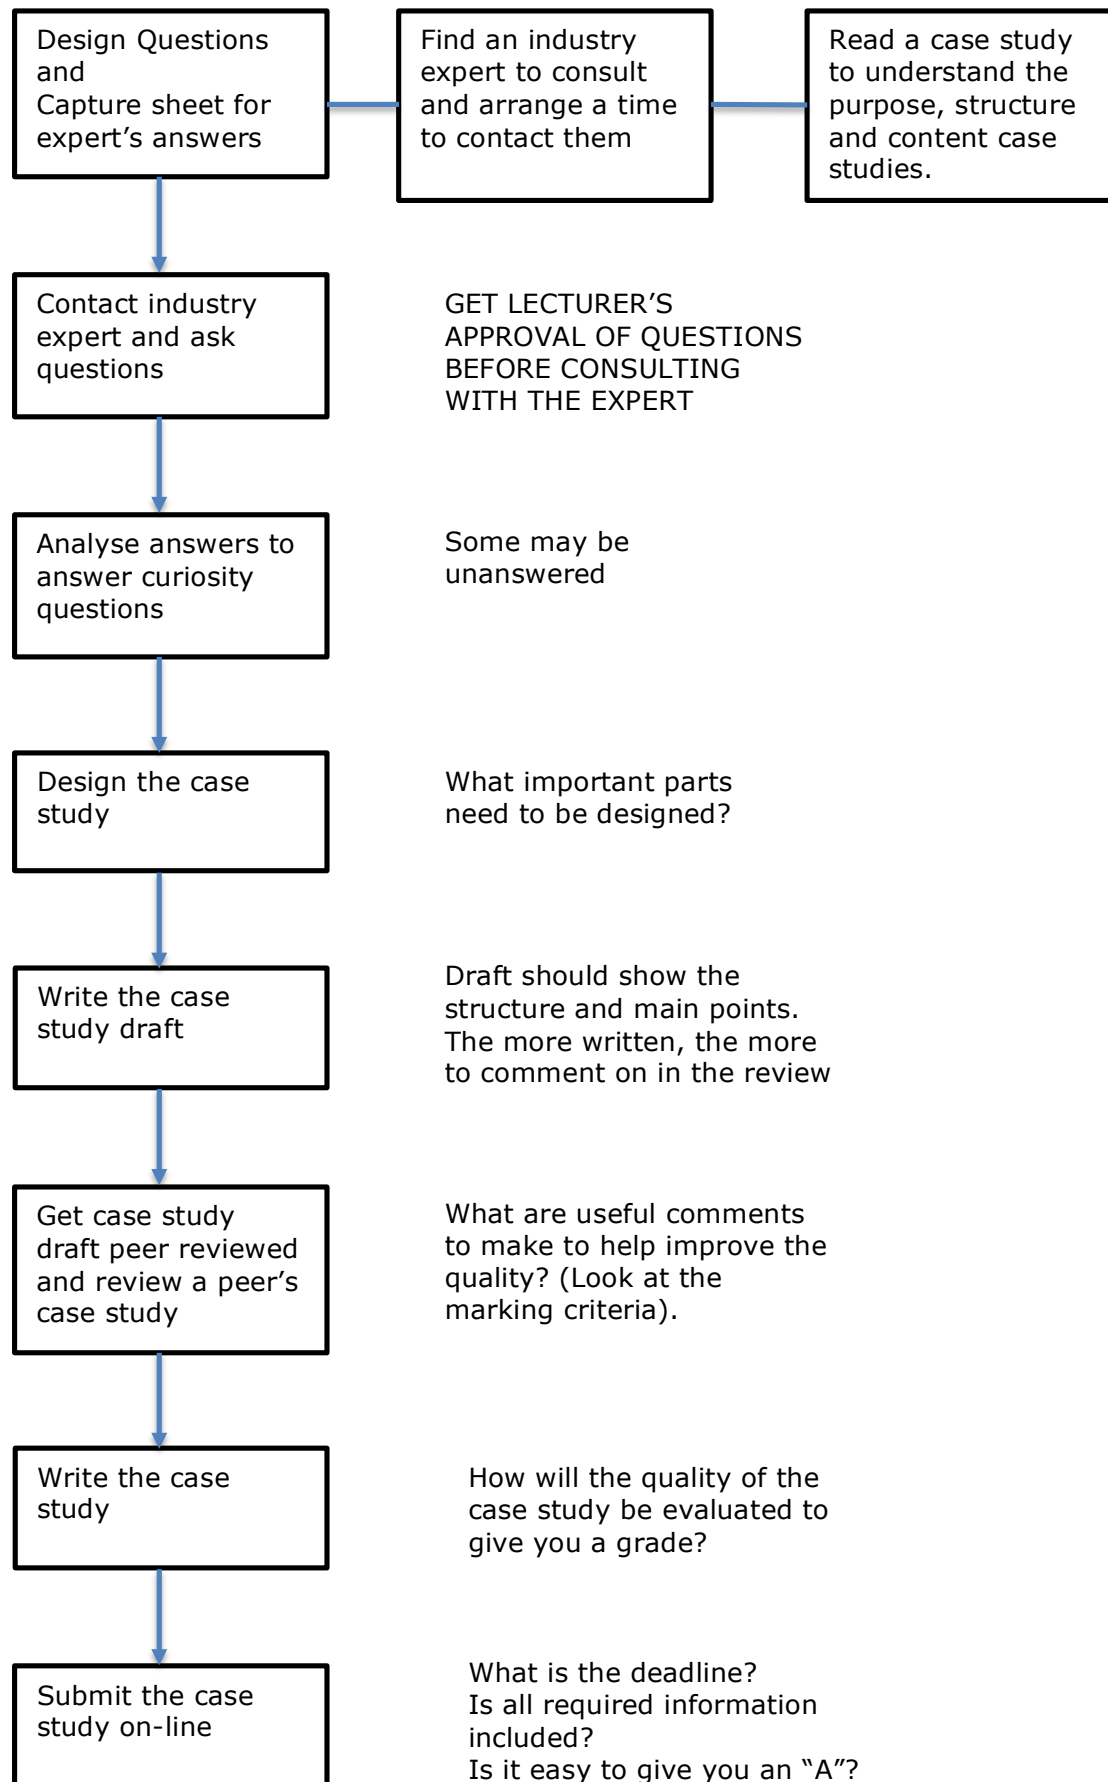 Design Questions
and
Capture sheet for
expert’s answers
Find an industry
expert to consult
and arrange a time
to contact them
Read a case study
to understand the
purpose, structure
and content case
studies.
Contact industry
expert and ask
questions
GET LECTURER’S
APPROVAL OF QUESTIONS
BEFORE CONSULTING
WITH THE EXPERT
Analyse answers to
answer curiosity
questions
Some may be
unanswered
Design the case
study
What important parts
need to be designed?
Write the case
study draft
Draft should show the
structure and main points.
The more written, the more
to comment on in the review
Get case study
draft peer reviewed
and review a peer’s
case study
What are useful comments
to make to help improve the
quality? (Look at the
marking criteria).
Write the case
study
How will the quality of the
case study be evaluated to
give you a grade?
Submit the case
study on-line
What is the deadline?
Is all required information
included?
Is it easy to give you an “A”?